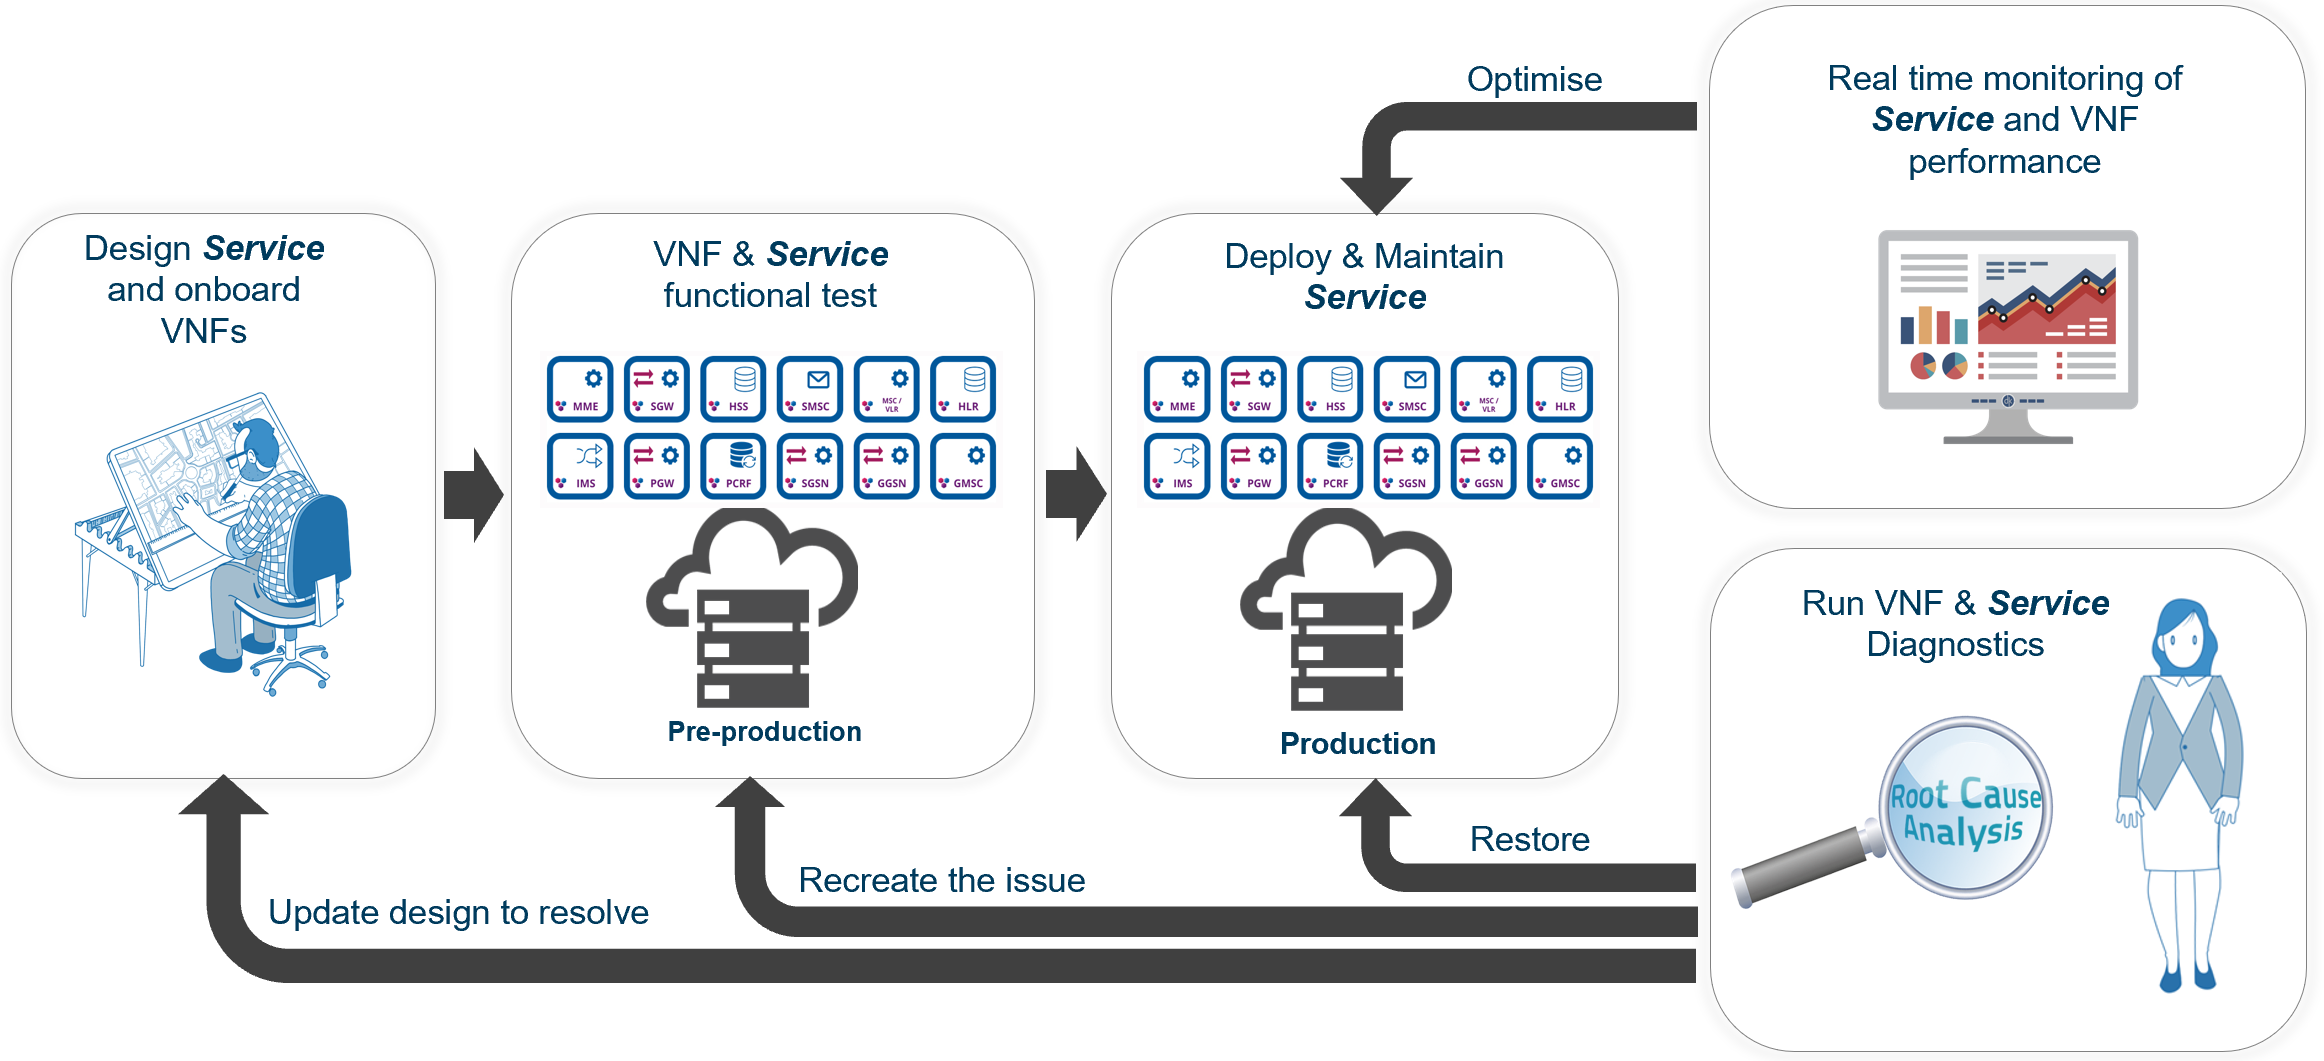 Design Service
and onboard
VNFs
VNF & Service
functional test
MME
SGW
HSS
SMSC
MSC /
VLR
HLR
IMS
PGW
PCRF
SGSN
GGSN
GMSC
Pre-production
Deploy & Maintain
Service
MME
SGW
HSS
SMSC
MSC /
VLR
HLR
IMS
PGW
PCRF
SGSN
GGSN
GMSC
Production
Optimise
Real time monitoring of
Service and VNF
performance
Run VNF & Service
Diagnostics
Root Cause
Analysis
Restore
Recreate the issue
Update design to resolve